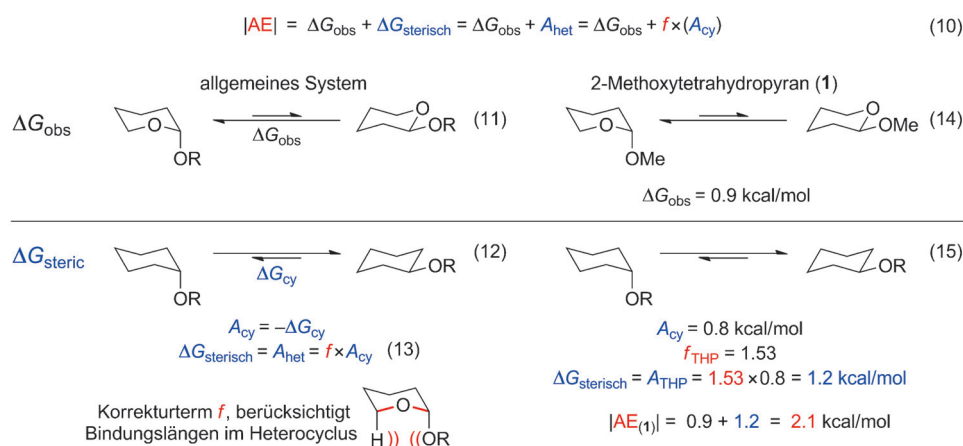 |AE| = ΔG_obs + ΔG_sterisch = ΔG_obs + A_het = ΔG_obs + f×(A_cy) (10)
allgemeines System
2-Methoxytetrahydropyran (1)
ΔG_obs
O
OR
ΔG_obs
O
OR
(11)
O
OMe
O
OMe
(14)
ΔG_obs = 0.9 kcal/mol
ΔG_steric
OR
ΔG_cy
OR
(12)
OR
OR
(15)
A_cy = –ΔG_cy
ΔG_sterisch = A_het = f×A_cy (13)
A_cy = 0.8 kcal/mol
f_THP = 1.53
ΔG_sterisch = A_THP = 1.53 ×0.8 = 1.2 kcal/mol
Korrekturterm f, berücksichtigt
Bindungslängen im Heterocyclus
O
H )) ((OR
|AE_(1)| = 0.9 + 1.2 = 2.1 kcal/mol